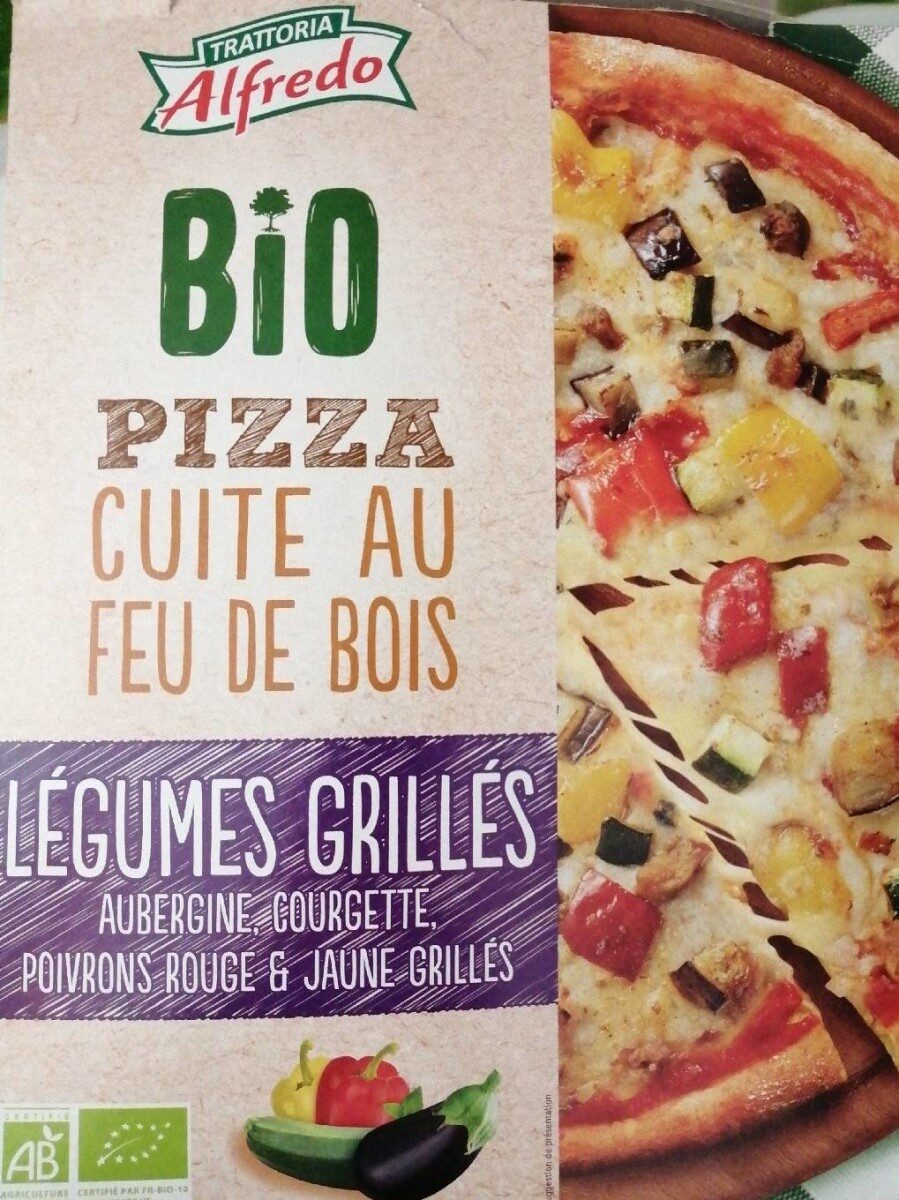 TRATTORIA
Alfredo
BiO
PIZZA
CUITE AU
FEU DE BOIS
LÉGUMES GRILLÉS
AUBERGINE, COURGETTE,
POIVRONS ROUGE & JAUNE GRILLÉS
CERTIFIÉ
AB
AGRICULTURE
CERTIFIÉ PAR FR-BIO-10